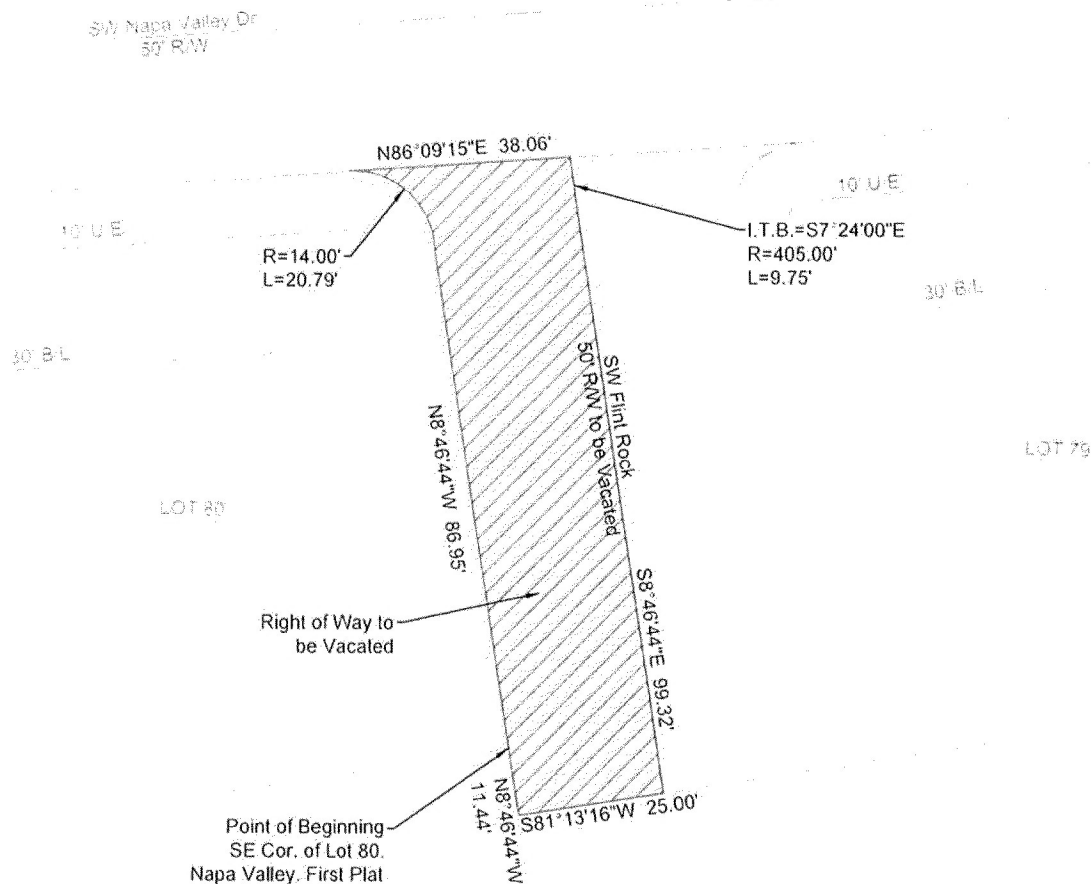 SW Napa Valley Dr
50' R/W
N86°09'15"E 38.06'
10' U.E
10' U.E
R=14.00'
L=20.79'
I.T.B.=S7°24'00"E
R=405.00'
L=9.75'
30' B/L
30' B/L
SW Flint Rock
50' R/W to be Vacated
N8°46'44"W 86.95'
LOT 79
LOT 80
S8°46'44"E 99.32'
Right of Way to
be Vacated
N8°46'44"W
11.44'
S81°13'16"W 25.00'
Point of Beginning
SE Cor. of Lot 80.
Napa Valley, First Plat